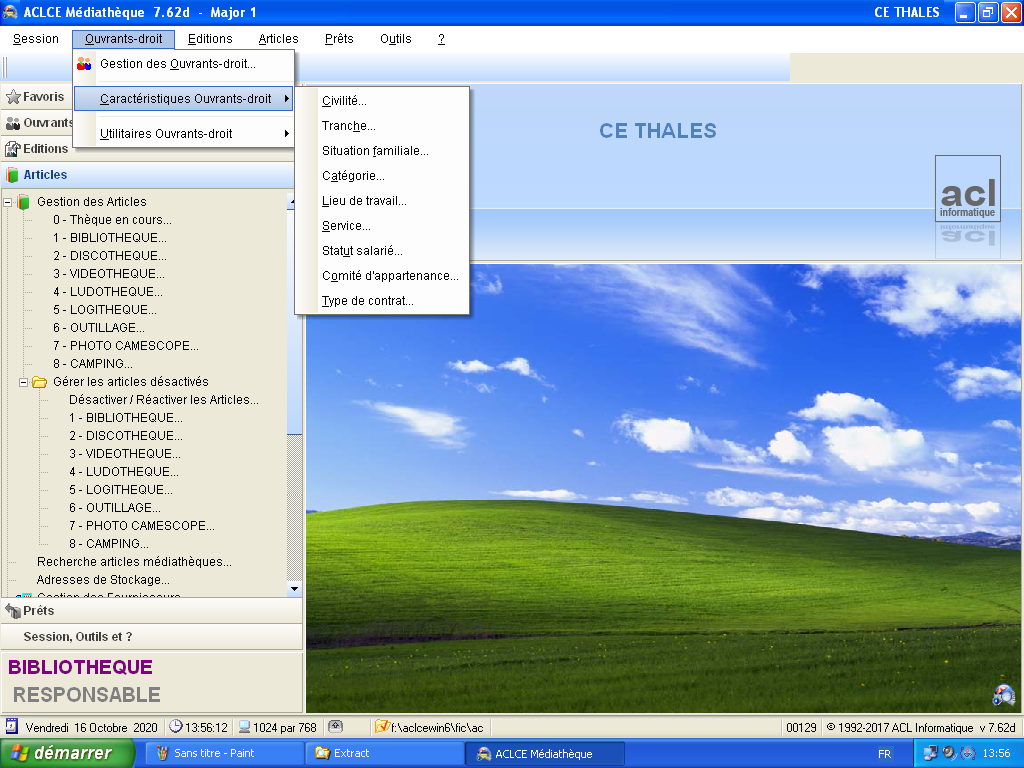 ACLCE Médiathèque 7.62d - Major 1
CE THALES
Session Ouvrants-droit Editions Articles Prêts Outils ?
Gestion des Ouvrants-droit...
Caractéristiques Ouvrants-droit
Utilitaires Ouvrants-droit
Civilité...
Tranche...
Situation familiale...
Catégorie...
Lieu de travail...
Service...
Statut salarié...
Comité d'appartenance...
Type de contrat...
Favoris
Ouvrants
Editions
Articles
Gestion des Articles
0 - Thèque en cours...
1 - BIBLIOTHEQUE...
2 - DISCOTHEQUE...
3 - VIDEOTHEQUE...
4 - LUDOTHEQUE...
5 - LOGITHEQUE...
6 - OUTILLAGE...
7 - PHOTO CAMESCOPE...
8 - CAMPING...
Gérer les articles désactivés
Désactiver / Réactiver les Articles...
1 - BIBLIOTHEQUE...
2 - DISCOTHEQUE...
3 - VIDEOTHEQUE...
4 - LUDOTHEQUE...
5 - LOGITHEQUE...
6 - OUTILLAGE...
7 - PHOTO CAMESCOPE...
8 - CAMPING...
Recherche articles médiathèques...
Adresses de Stockage...
Gestion des Fournisseurs
Prêts
Session, Outils et ?
BIBLIOTHEQUE
RESPONSABLE
CE THALES
acl
informatique
Vendredi 16 Octobre 2020 13:56:12 1024 par 768 f:\aclcewin6\fic\ac 00129 © 1992-2017 ACL Informatique v 7.62d
démarrer Sans titre - Paint Extract ACLCE Médiathèque FR 13:56